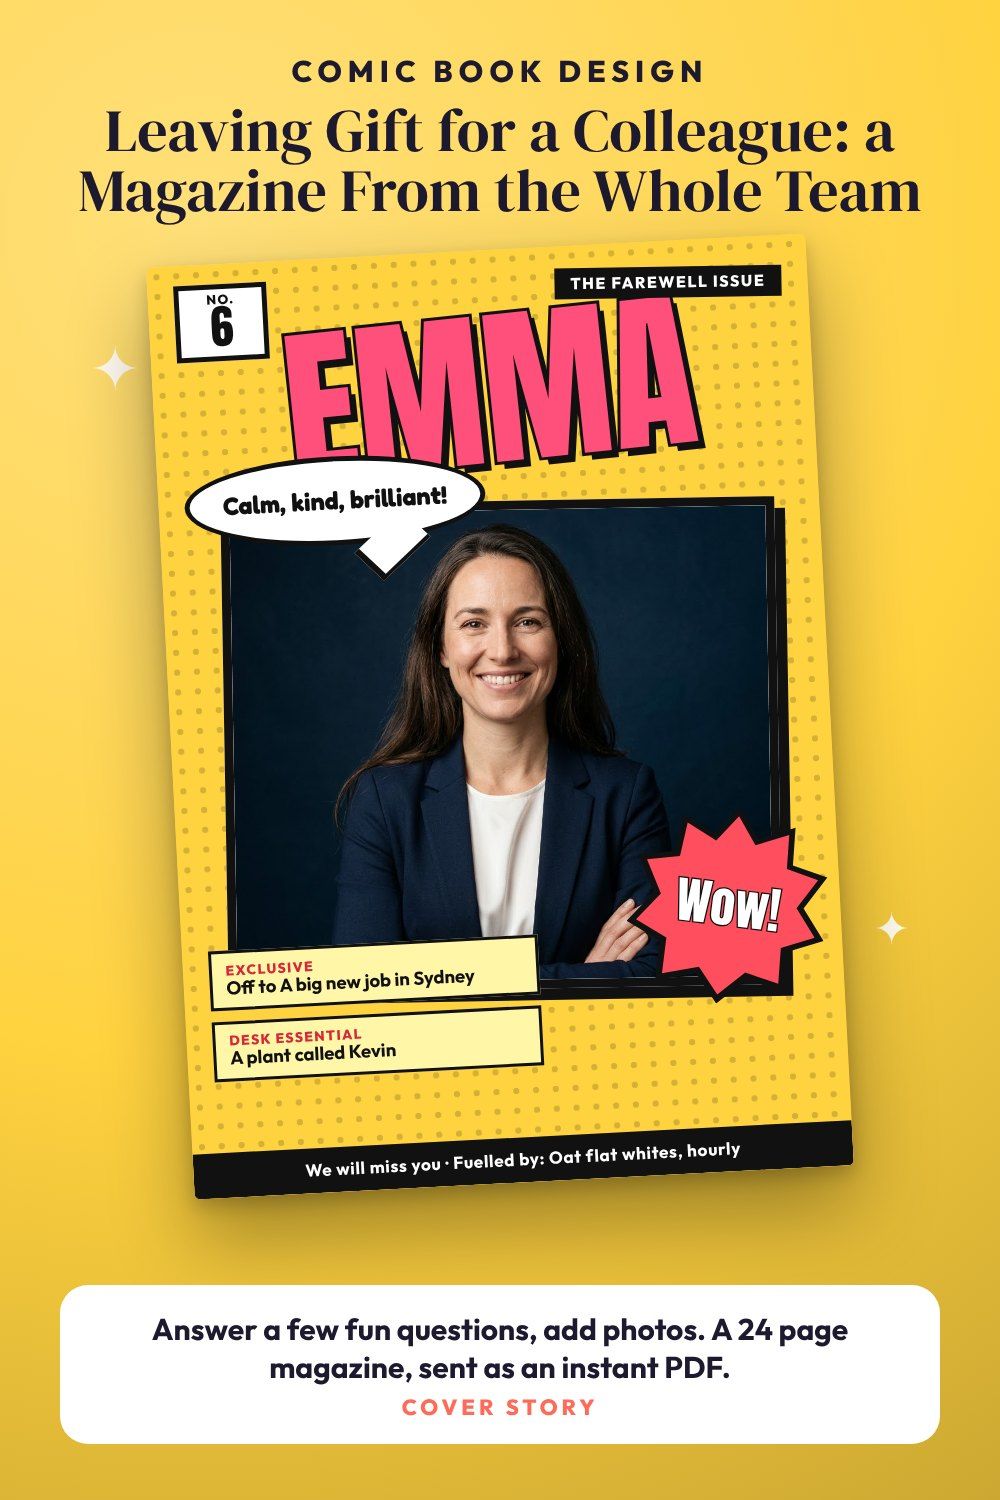 COMIC BOOK DESIGN
Leaving Gift for a Colleague: a
Magazine From the Whole Team
THE FAREWELL ISSUE
NO.
6
EMMA
Calm, kind, brilliant!
Wow!
EXCLUSIVE
Off to A big new job in Sydney
DESK ESSENTIAL
A plant called Kevin
We will miss you · Fuelled by: Oat flat whites, hourly
Answer a few fun questions, add photos. A 24 page
magazine, sent as an instant PDF.
COVER STORY